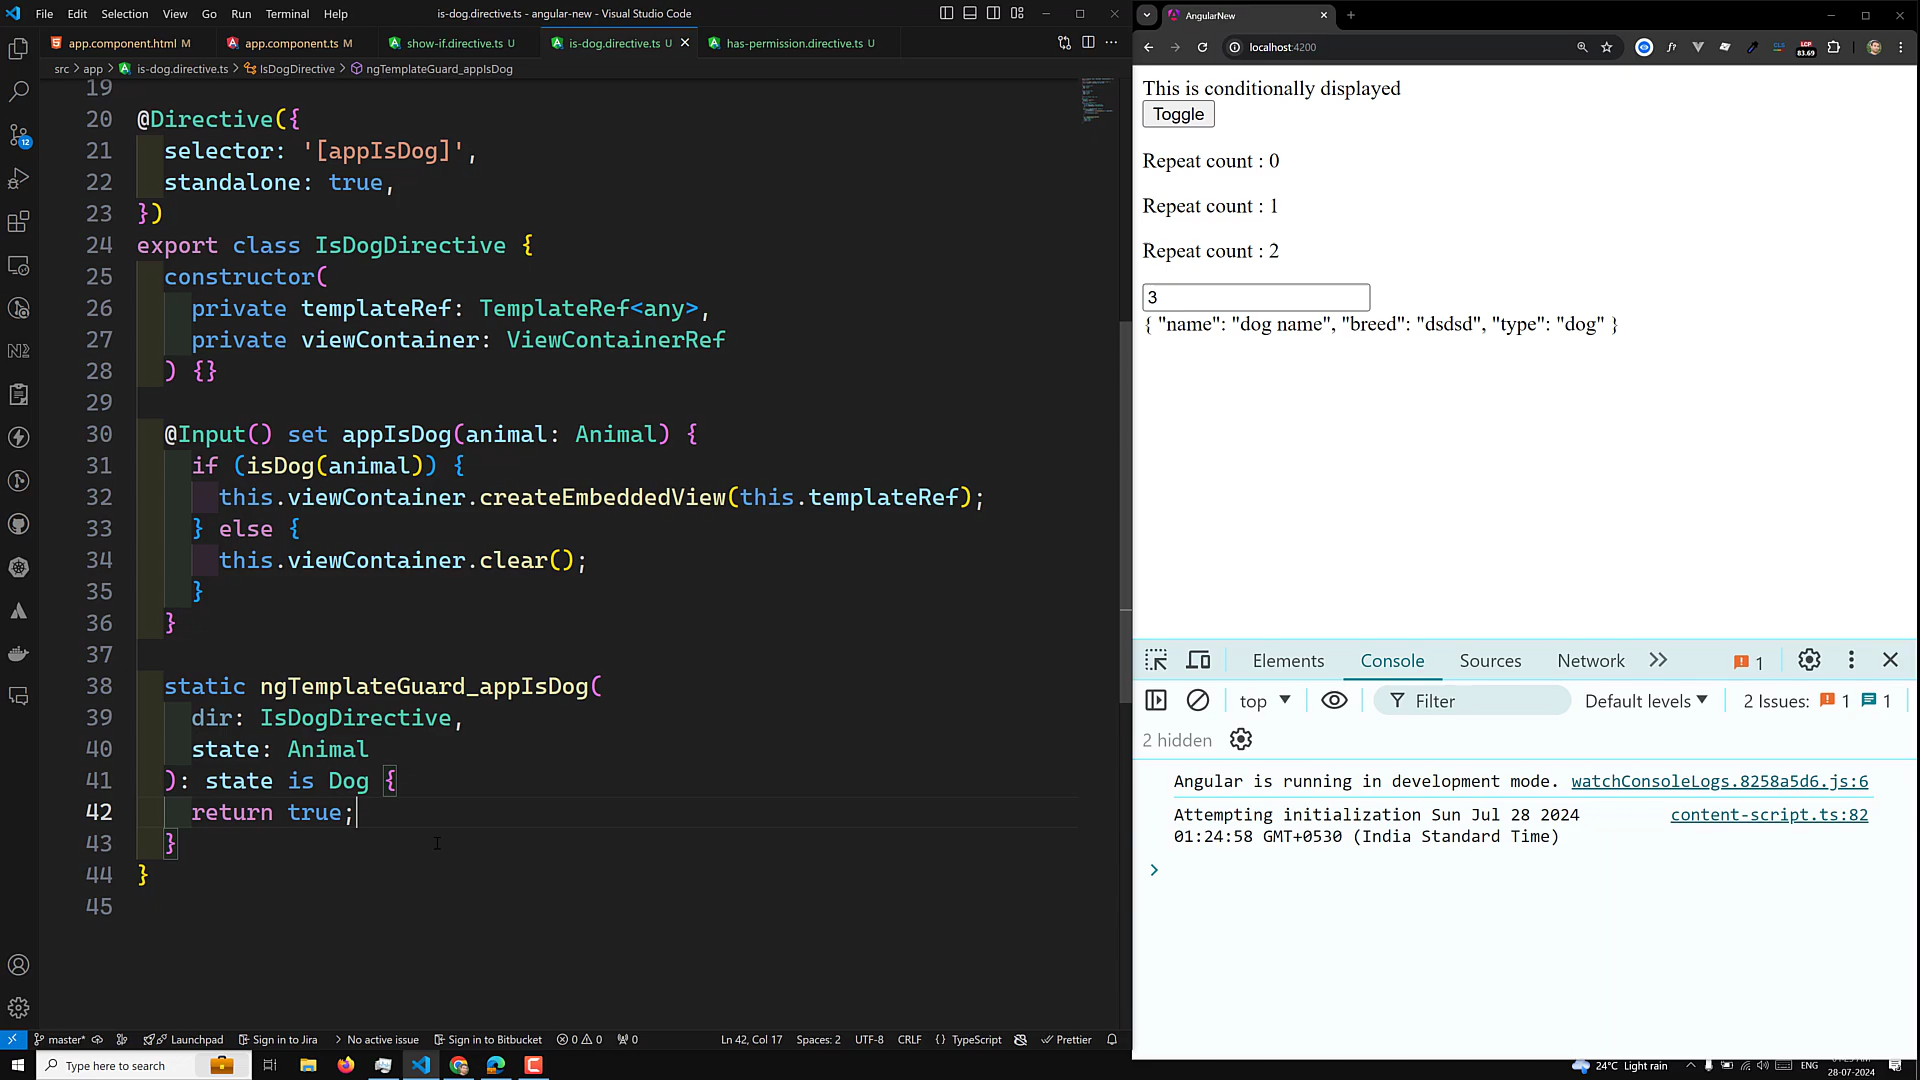 File Edit Selection View Go Run Terminal Help
is-dog.directive.ts - angular-new - Visual Studio Code
app.component.html M
app.component.ts M
show-if.directive.ts U
is-dog.directive.ts U
has-permission.directive.ts U
src > app > is-dog.directive.ts > IsDogDirective > ngTemplateGuard_appIsDog
19
20 @Directive({
21 selector: '[appIsDog]',
22 standalone: true,
23 })
24 export class IsDogDirective {
25 constructor(
26 private templateRef: TemplateRef<any>,
27 private viewContainer: ViewContainerRef
28 ) {}
29
30 @Input() set appIsDog(animal: Animal) {
31 if (isDog(animal)) {
32 this.viewContainer.createEmbeddedView(this.templateRef);
33 } else {
34 this.viewContainer.clear();
35 }
36 }
37
38 static ngTemplateGuard_appIsDog(
39 dir: IsDogDirective,
40 state: Animal
41 ): state is Dog {
42 return true;
43 }
44 }
45
12
master* Launchpad Sign in to Jira No active issue Sign in to Bitbucket 0 0 0 Ln 42, Col 17 Spaces: 2 UTF-8 CRLF {} TypeScript Prettier
AngularNew
localhost:4200
83.69
This is conditionally displayed
Toggle
Repeat count : 0
Repeat count : 1
Repeat count : 2
3
{ "name": "dog name", "breed": "dsdsd", "type": "dog" }
Elements Console Sources Network 1
top Filter Default levels 2 Issues: 1 1
2 hidden
Angular is running in development mode. watchConsoleLogs.8258a5d6.js:6
Attempting initialization Sun Jul 28 2024 content-script.ts:82
01:24:58 GMT+0530 (India Standard Time)
Type here to search
24°C Light rain
ENG
28-07-2024